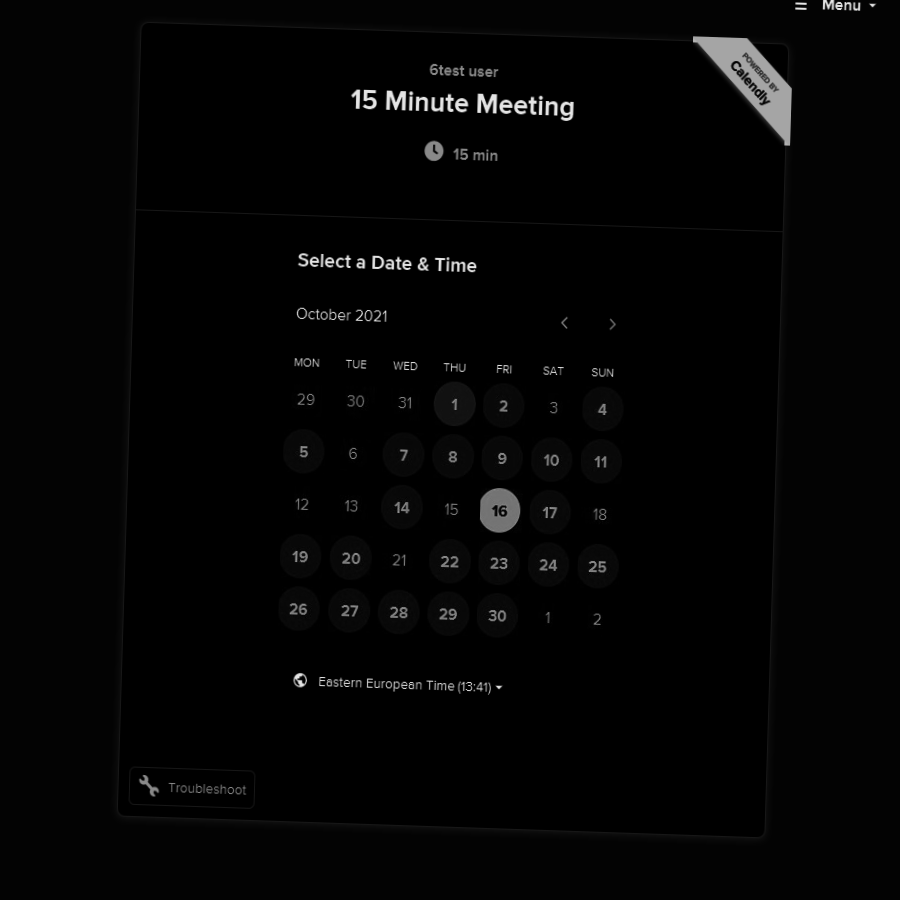 Menu
POWERED BY
Calendly
6test user
15 Minute Meeting
15 min
Select a Date & Time
October 2021
MON TUE WED THU FRI SAT SUN
29 30 31 1 2 3 4
5 6 7 8 9 10 11
12 13 14 15 16 17 18
19 20 21 22 23 24 25
26 27 28 29 30 1 2
Eastern European Time (13:41)
Troubleshoot